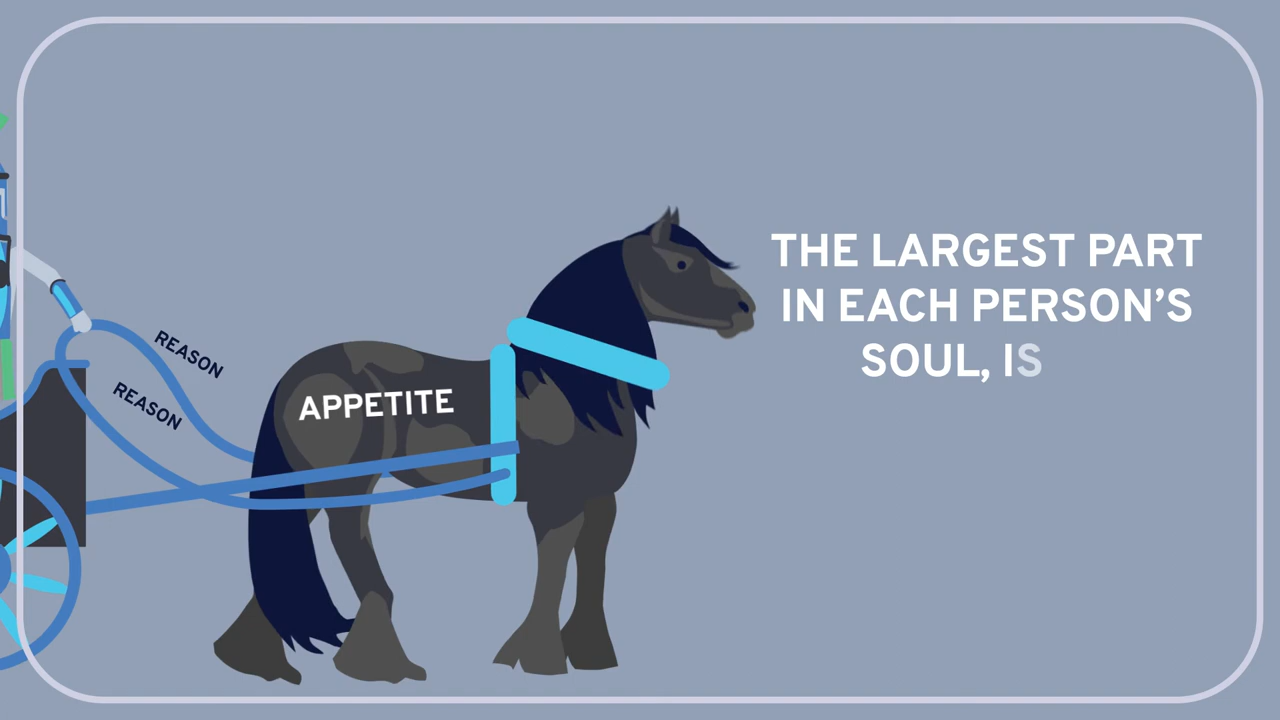 THE LARGEST PART
IN EACH PERSON'S
SOUL, IS
REASON
REASON
APPETITE